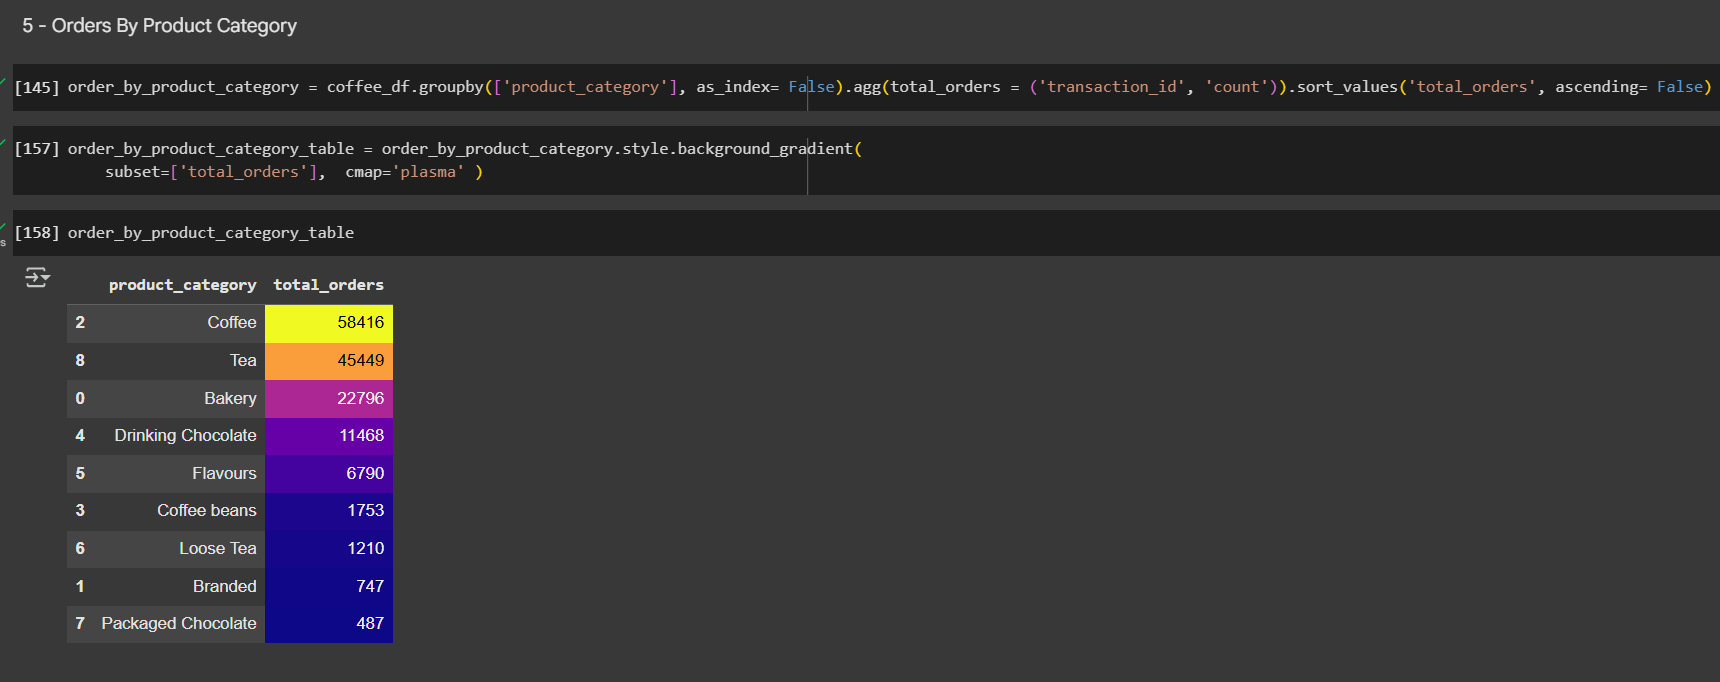 5 - Orders By Product Category
[145] order_by_product_category = coffee_df.groupby(['product_category'], as_index= False).agg(total_orders = ('transaction_id', 'count')).sort_values('total_orders', ascending= False)
[157] order_by_product_category_table = order_by_product_category.style.background_gradient(
subset=['total_orders'],  cmap='plasma' )
s [158] order_by_product_category_table
product_category total_orders
2 Coffee 58416
8 Tea 45449
0 Bakery 22796
4 Drinking Chocolate 11468
5 Flavours 6790
3 Coffee beans 1753
6 Loose Tea 1210
1 Branded 747
7 Packaged Chocolate 487